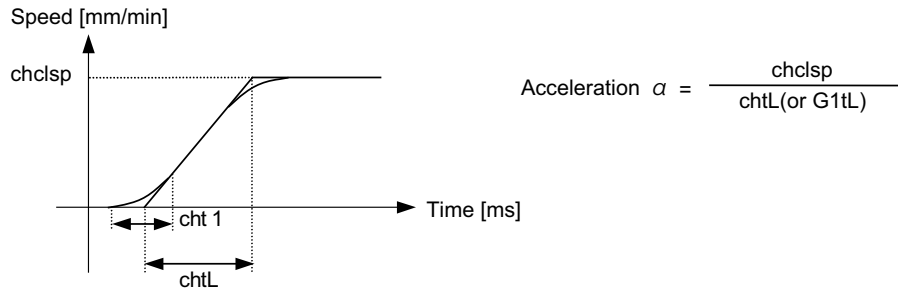 Speed [mm/min]
chclsp
Acceleration α = chclsp
chtL(or G1tL)
Time [ms]
cht 1
chtL